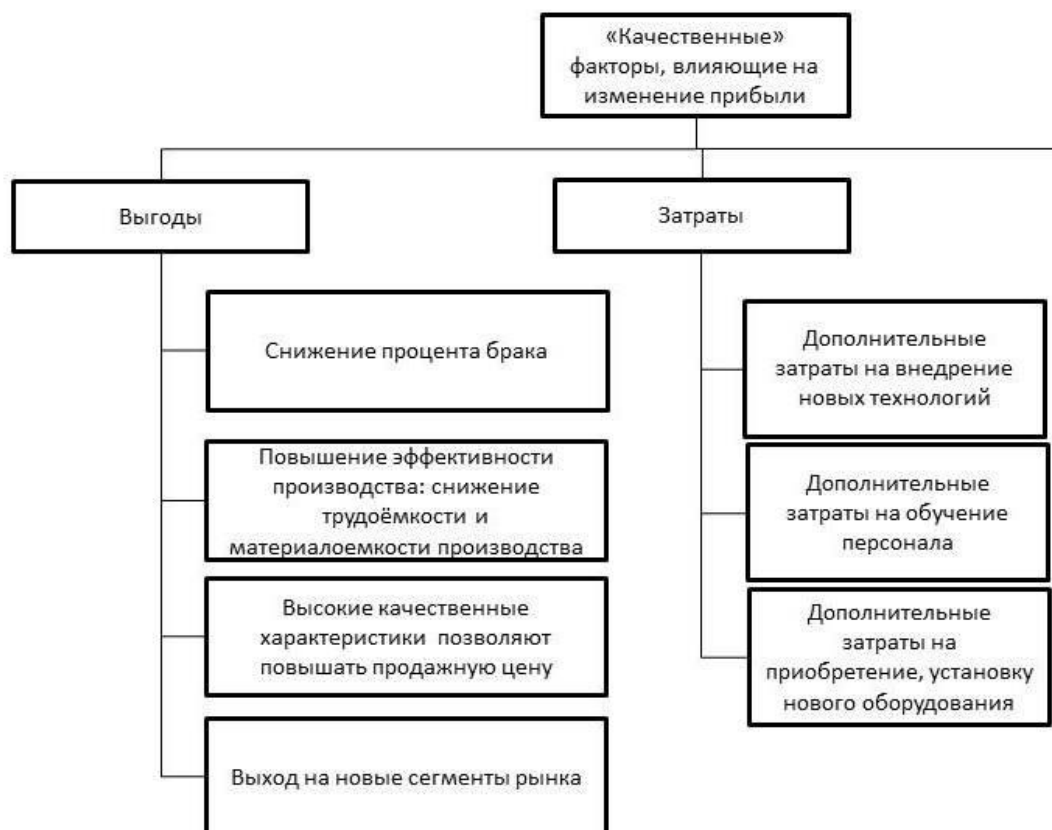 «Качественные»
факторы, влияющие на
изменение прибыли
Выгоды
Затраты
Снижение процента брака
Повышение эффективности
производства: снижение
трудоёмкости и
материалоемкости производства
Высокие качественные
характеристики позволяют
повышать продажную цену
Выход на новые сегменты рынка
Дополнительные
затраты на внедрение
новых технологий
Дополнительные
затраты на обучение
персонала
Дополнительные
затраты на
приобретение, установку
нового оборудования